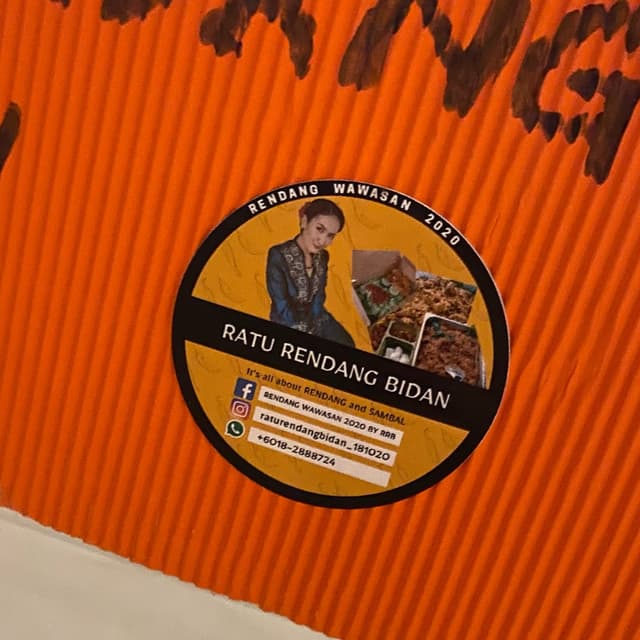 RENDANG WAWASAN 2020
RATU RENDANG BIDAN
It's all about RENDANG and SAMBAL
RENDANG WAWASAN 2020 BY RRB
raturendangbidan_181020
+6018-2888724